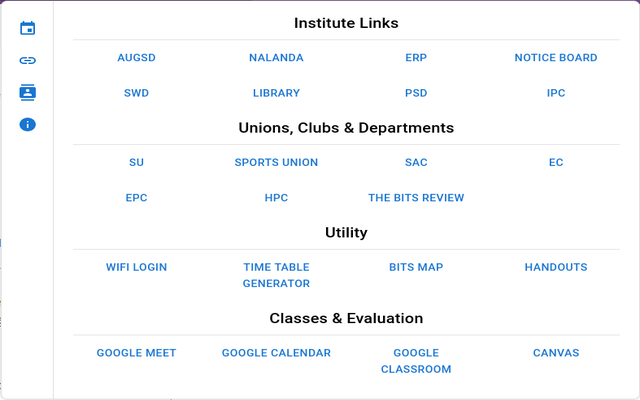 Institute Links
AUGSD NALANDA ERP NOTICE BOARD
SWD LIBRARY PSD IPC
Unions, Clubs & Departments
SU SPORTS UNION SAC EC
EPC HPC THE BITS REVIEW
Utility
WIFI LOGIN TIME TABLE BITS MAP HANDOUTS
GENERATOR
Classes & Evaluation
GOOGLE MEET GOOGLE CALENDAR GOOGLE CANVAS
CLASSROOM